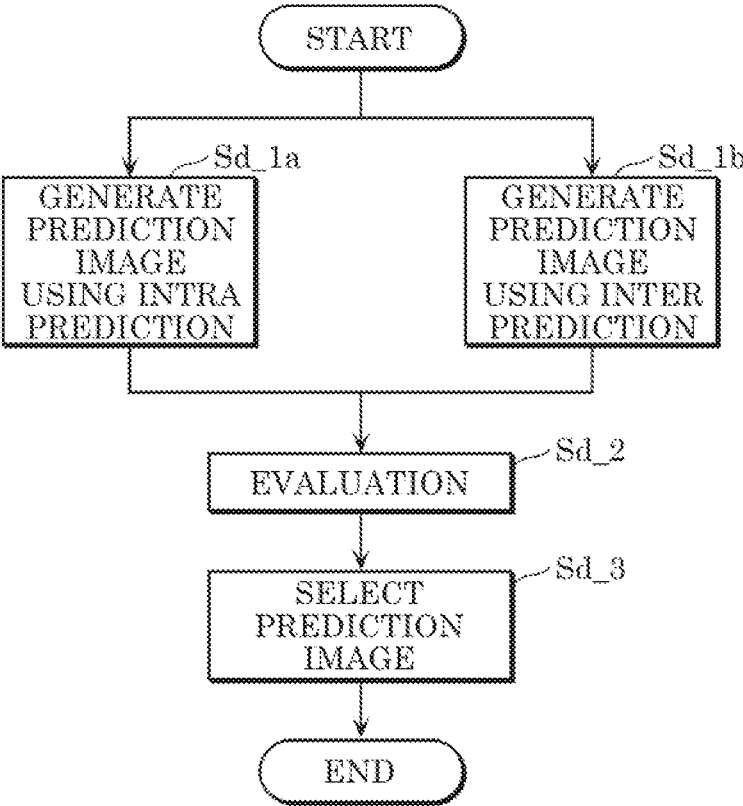 START
Sd_1a
GENERATE
PREDICTION
IMAGE
USING INTRA
PREDICTION
Sd_1b
GENERATE
PREDICTION
IMAGE
USING INTER
PREDICTION
Sd_2
EVALUATION
Sd_3
SELECT
PREDICTION
IMAGE
END